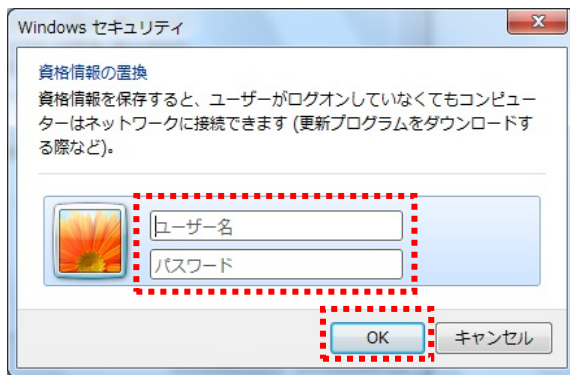 Windows セキュリティ
資格情報の置換
資格情報を保存すると、ユーザーがログオンしていなくてもコンピュー
ターはネットワークに接続できます (更新プログラムをダウンロードす
る際など)。
ユーザー名
パスワード
OK キャンセル